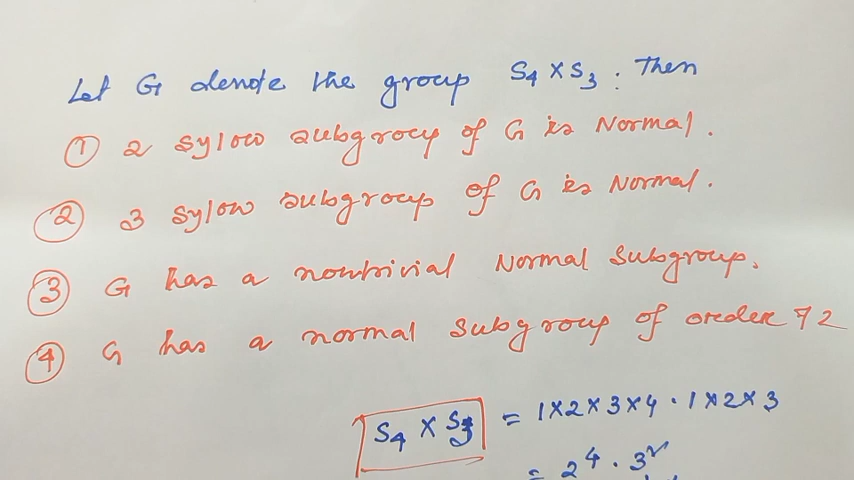 Let G denote the group S₄ × S₃ : Then
① 2 Sylow subgroup of G is Normal.
② 3 Sylow subgroup of G is Normal.
③ G has a nontrivial Normal Subgroup.
④ G has a normal subgroup of order 72
S₄ × S₃ = 1×2×3×4 · 1×2×3
= 2⁴ · 3²